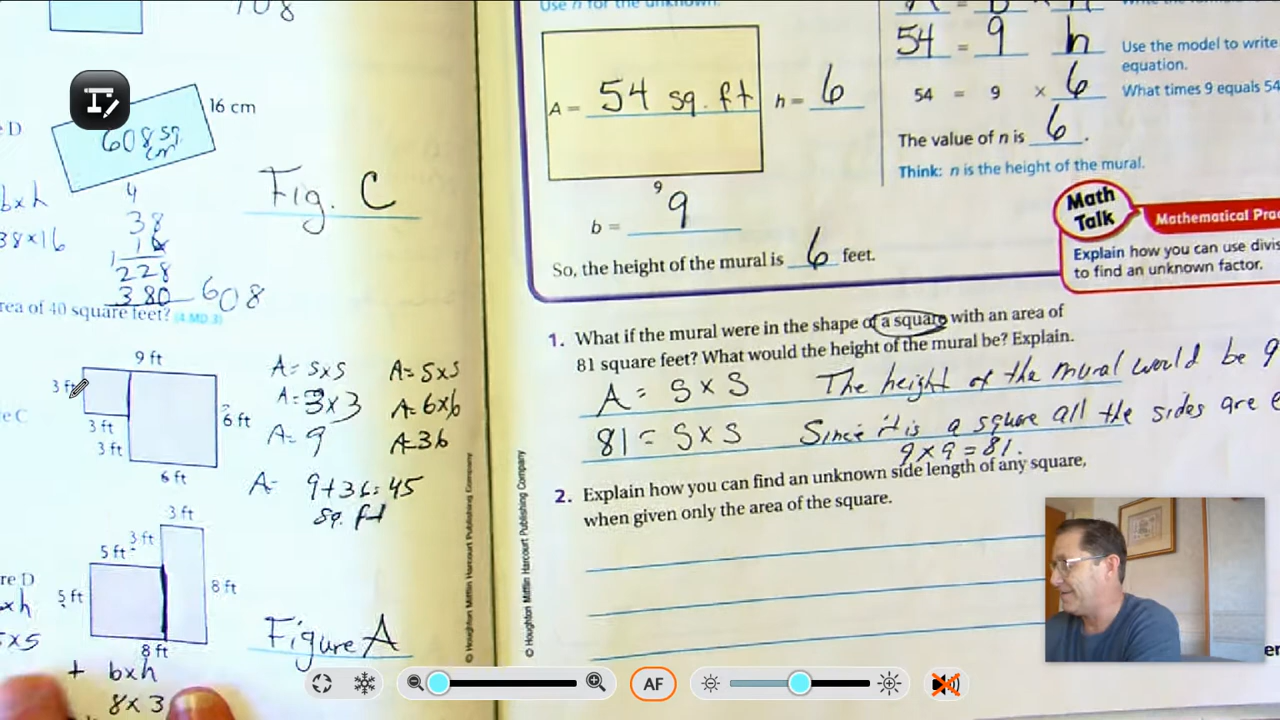 708
16 cm
608 sq
cm
bxh
38×16
4
38
16
1
228
380
608
Fig. C
area of 40 square feet? (4.MD.3)
9 ft
3 ft
3 ft
3 ft
6 ft
6 ft
A= S×S
A= 3×3
A= 9
A= S×S
A= 6×6
A=36
A= 9+36=45
sq. ft
3 ft
3 ft
5 ft
5 ft
8 ft
8 ft
Figure A
+ bxh
8×3
© Houghton Mifflin Harcourt Publishing Company
Use n for the unknown.
A = 54 sq. ft
h = 6
9
b = 9
So, the height of the mural is 6 feet.
54 = 9 h
Use the model to write
equation.
54 = 9 × 6
What times 9 equals 54
The value of n is 6.
Think: n is the height of the mural.
Math
Talk
Mathematical
Explain how you can use
to find an unknown factor.
1. What if the mural were in the shape of a square with an area of
81 square feet? What would the height of the mural be? Explain.
A = S × S The height of the mural would be 9
81 = S × S Since it is a square all the sides are
9×9=81.
2. Explain how you can find an unknown side length of any square,
when given only the area of the square.
© Houghton Mifflin Harcourt Publishing Company
AF